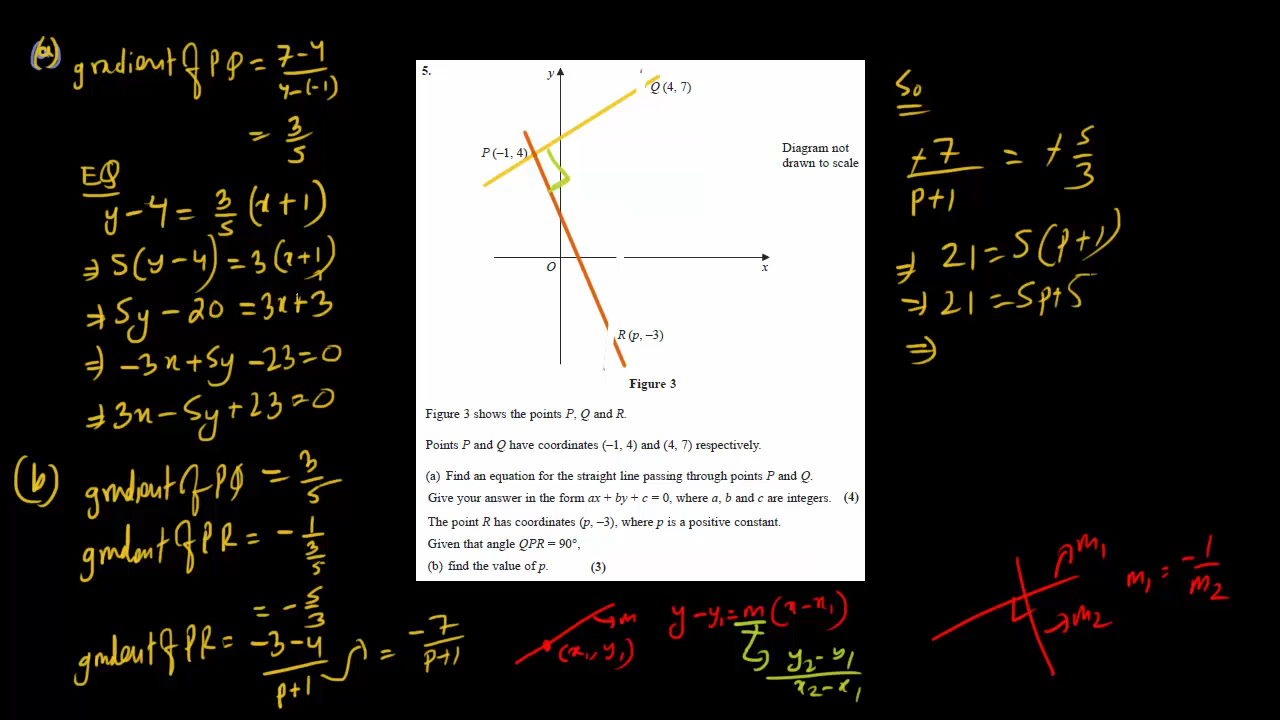 (a)
gradient of PQ = 7-4 / y-(-1)
= 3/5
EQ
y-4 = 3/5 (x+1)
⇒ 5(y-4) = 3(x+1)
⇒ 5y - 20 = 3x+3
⇒ -3x+5y -23=0
⇒ 3x - 5y + 23 = 0
(b)
gradient of PQ = 3/5
gradient of PR = - 1 / 3/5
= - 5/3
gradient of PR = -3-4 / p+1 = -7 / p+1
5.
y
Q (4, 7)
P (−1, 4)
Diagram not
drawn to scale
O
x
R (p, −3)
Figure 3
Figure 3 shows the points P, Q and R.
Points P and Q have coordinates (−1, 4) and (4, 7) respectively.
(a) Find an equation for the straight line passing through points P and Q.
Give your answer in the form ax + by + c = 0, where a, b and c are integers. (4)
The point R has coordinates (p, −3), where p is a positive constant.
Given that angle QPR = 90°,
(b) find the value of p. (3)
m
(x₁, y₁)
y-y₁ = m(x-x₁)
y₂-y₁ / x₂-x₁
So
-7 / p+1 = - 5/3
⇒ 21 = 5(p+1)
⇒ 21 = 5p+5
⇒
m₁
m₂
m₁ = -1 / m₂